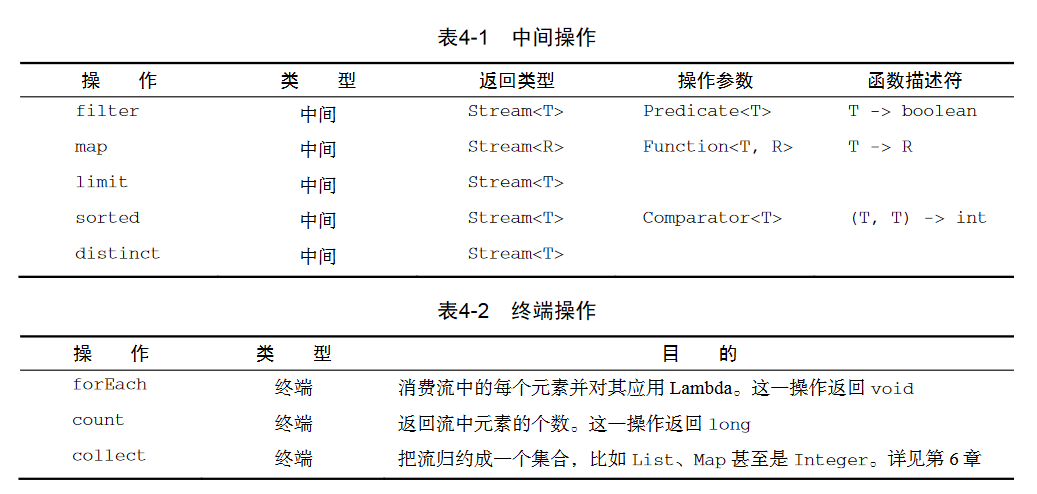 表4-1 中间操作
操 作 类 型 返回类型 操作参数 函数描述符
filter 中间 Stream<T> Predicate<T> T -> boolean
map 中间 Stream<R> Function<T, R> T -> R
limit 中间 Stream<T>
sorted 中间 Stream<T> Comparator<T> (T, T) -> int
distinct 中间 Stream<T>
表4-2 终端操作
操 作 类 型 目 的
forEach 终端 消费流中的每个元素并对其应用 Lambda。这一操作返回 void
count 终端 返回流中元素的个数。这一操作返回 long
collect 终端 把流归约成一个集合，比如 List、Map 甚至是 Integer。详见第 6 章